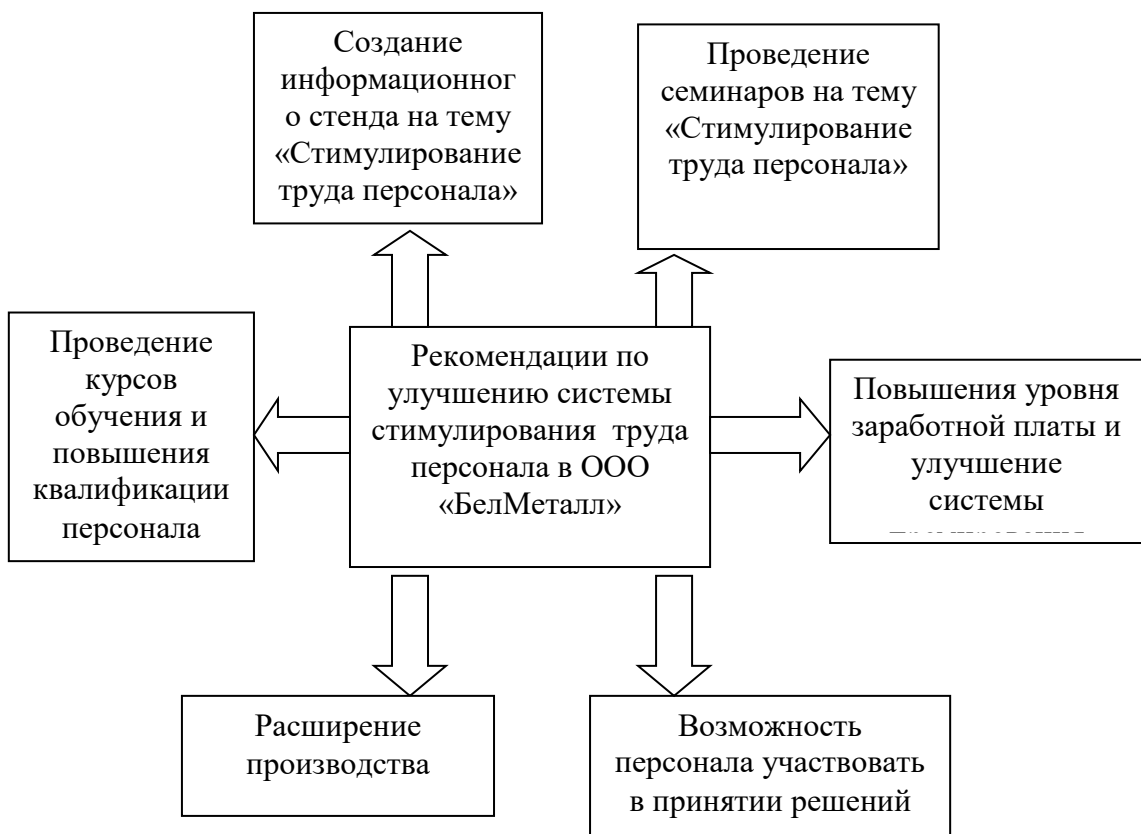 Создание
информационног
о стенда на тему
«Стимулирование
труда персонала»
Проведение
семинаров на тему
«Стимулирование
труда персонала»
Проведение
курсов
обучения и
повышения
квалификации
персонала
Рекомендации по
улучшению системы
стимулирования труда
персонала в ООО
«БелМеталл»
Повышения уровня
заработной платы и
улучшение
системы
Расширение
производства
Возможность
персонала участвовать
в принятии решений